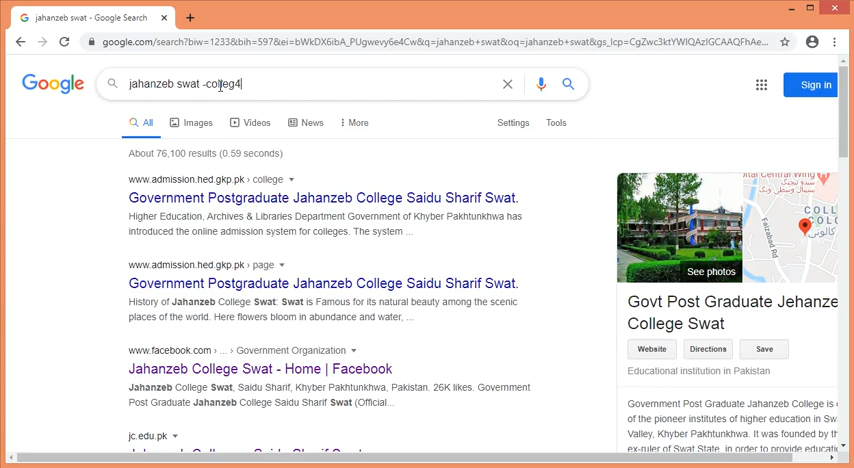 jahanzeb swat - Google Search
google.com/search?biw=1233&bih=597&ei=bWkDX6ibA_PUgwevy6e4Cw&q=jahanzeb+swat&oq=jahanzeb+swat&gs_lcp=CgZwc3ktYWIQAzIGCAAQFhAe...
Google
jahanzeb swat -colleg4
Sign in
All Images Videos News More Settings Tools
About 76,100 results (0.59 seconds)
www.admission.hed.gkp.pk › college
Government Postgraduate Jahanzeb College Saidu Sharif Swat.
Higher Education, Archives & Libraries Department Government of Khyber Pakhtunkhwa has
introduced the online admission system for colleges. The system ...
www.admission.hed.gkp.pk › page
Government Postgraduate Jahanzeb College Saidu Sharif Swat.
History of Jahanzeb College Swat: Swat is Famous for its natural beauty among the scenic
places of the world. Here flowers bloom in abundance and water, ...
www.facebook.com › ... › Government Organization
Jahanzeb College Swat - Home | Facebook
Jahanzeb College Swat, Saidu Sharif, Khyber Pakhtunkhwa, Pakistan. 26K likes. Government
Post Graduate Jahanzeb College Saidu Sharif Swat (Official...
jc.edu.pk
Faizabad Rd
COLL
COLO
کالونی
See photos
Govt Post Graduate Jehanze
College Swat
Website Directions Save
Educational institution in Pakistan
Government Post Graduate Jahanzeb College is
of the pioneer institutes of higher education in Sw
Valley, Khyber Pakhtunkhwa. It was founded by th
ex-ruler of Swat State, in order to provide educatio